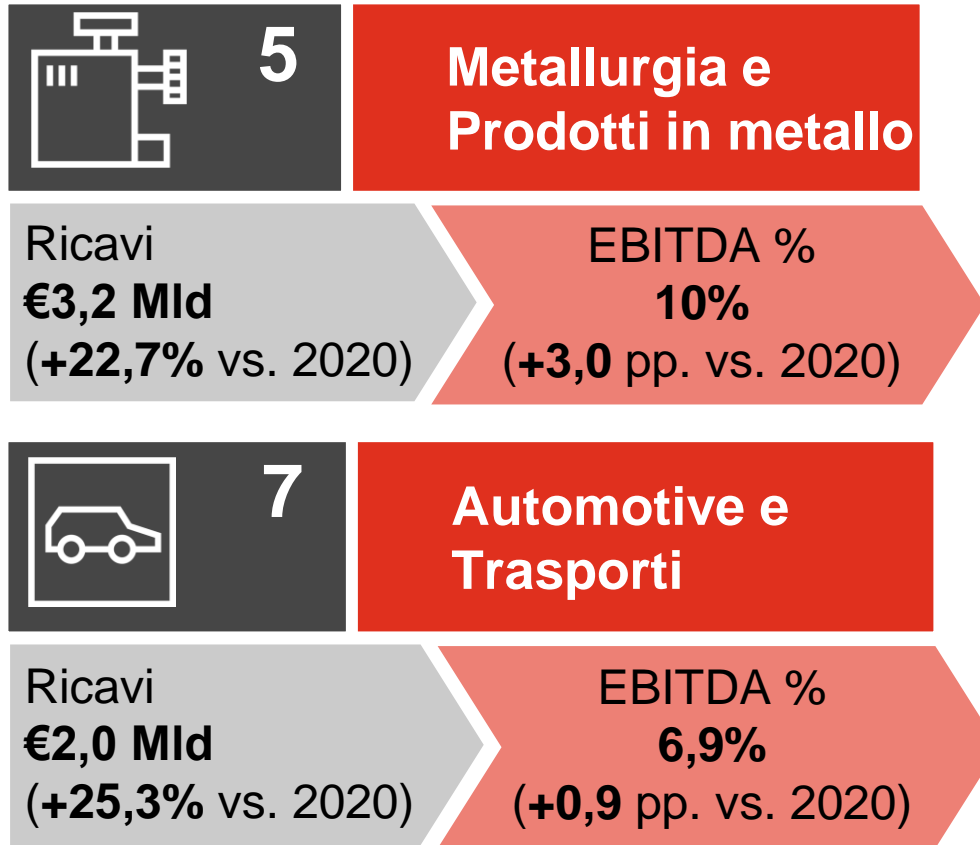 5
Metallurgia e
Prodotti in metallo
Ricavi
€3,2 Mld
(+22,7% vs. 2020)
EBITDA %
10%
(+3,0 pp. vs. 2020)
7
Automotive e
Trasporti
Ricavi
€2,0 Mld
(+25,3% vs. 2020)
EBITDA %
6,9%
(+0,9 pp. vs. 2020)